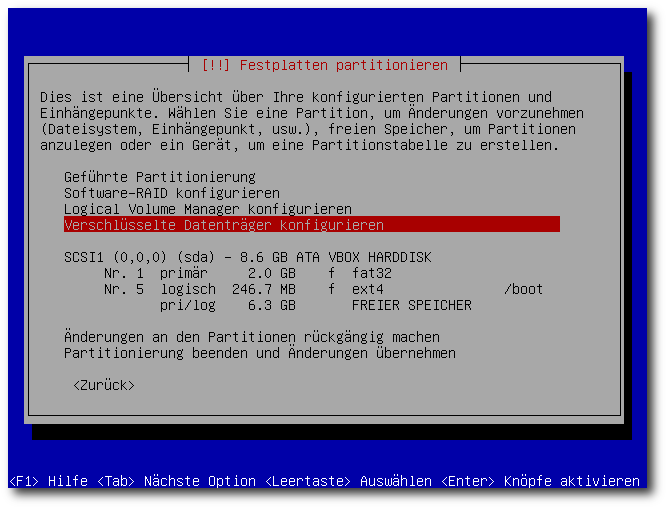 [!!] Festplatten partitionieren
Dies ist eine Übersicht über Ihre konfigurierten Partitionen und
Einhängepunkte. Wählen Sie eine Partition, um Änderungen vorzunehmen
(Dateisystem, Einhängepunkt, usw.), freien Speicher, um Partitionen
anzulegen oder ein Gerät, um eine Partitionstabelle zu erstellen.
Geführte Partitionierung
Software-RAID konfigurieren
Logical Volume Manager konfigurieren
Verschlüsselte Datenträger konfigurieren
SCSI1 (0,0,0) (sda) - 8.6 GB ATA VBOX HARDDISK
Nr. 1 primär 2.0 GB f fat32
Nr. 5 logisch 246.7 MB f ext4 /boot
pri/log 6.3 GB FREIER SPEICHER
Änderungen an den Partitionen rückgängig machen
Partitionierung beenden und Änderungen übernehmen
<Zurück>
<F1> Hilfe <Tab> Nächste Option <Leertaste> Auswählen <Enter> Knöpfe aktivieren